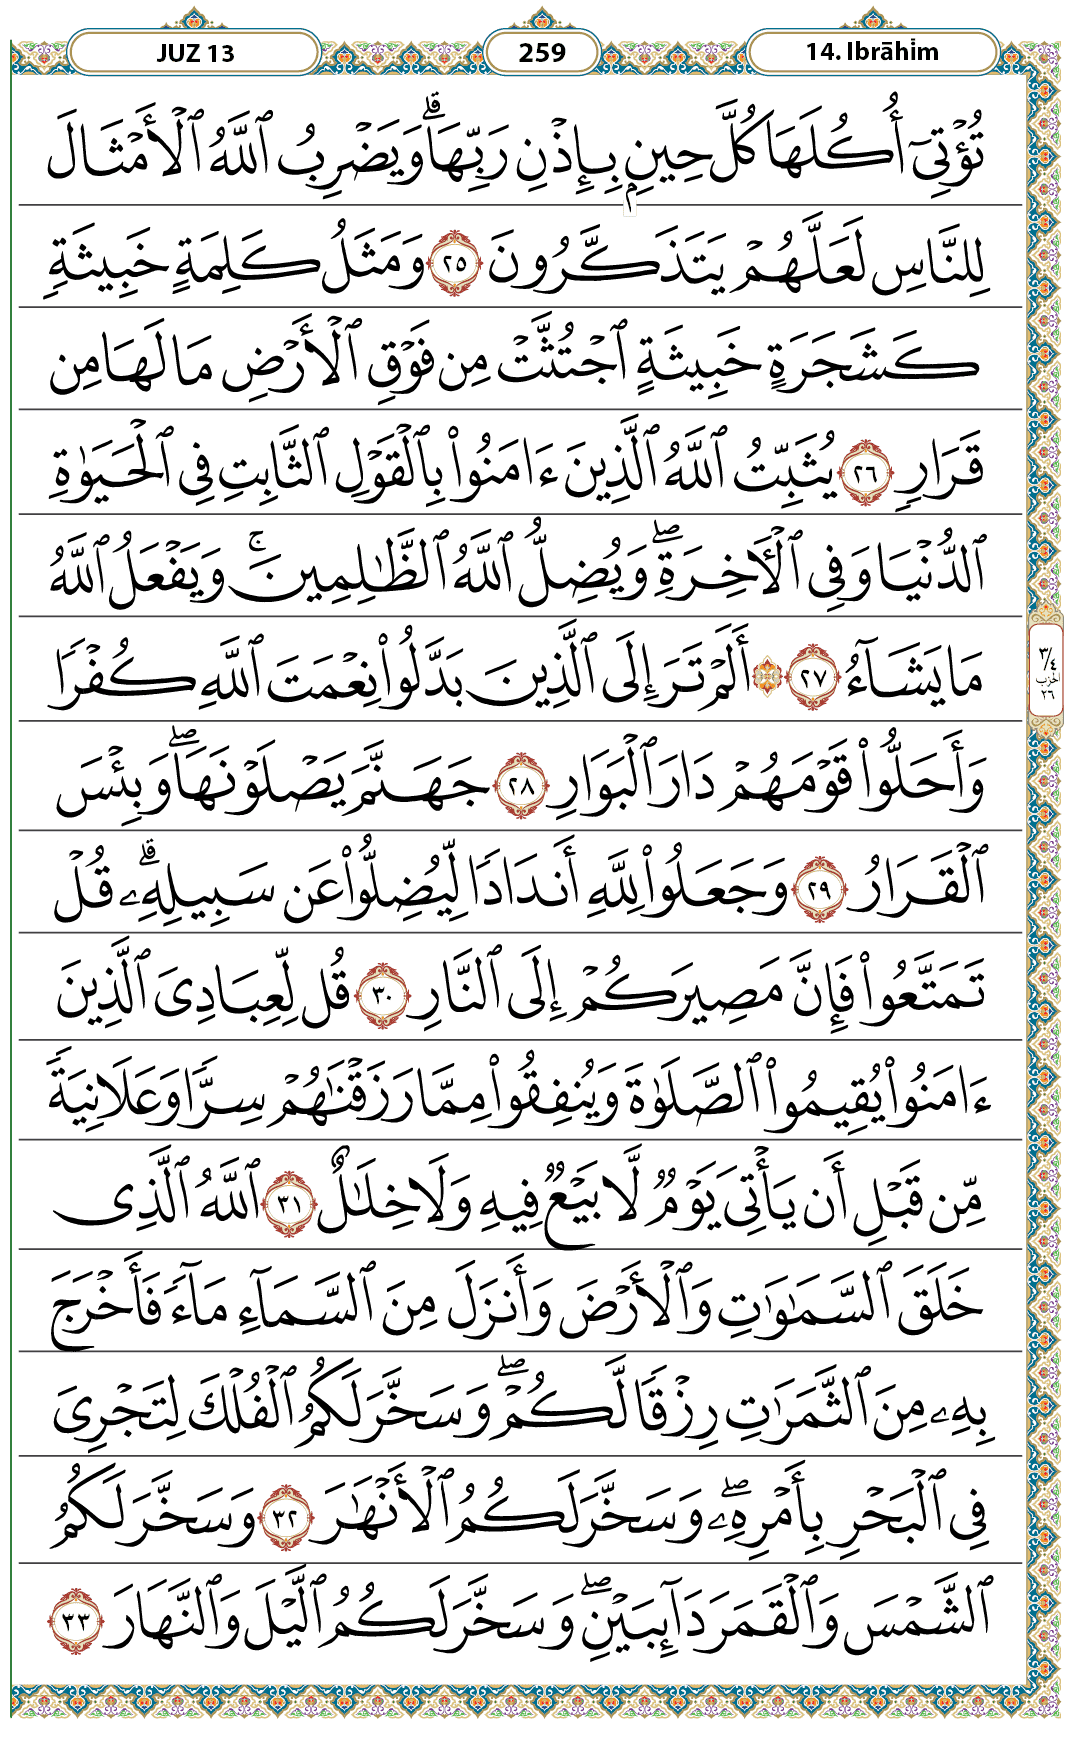 JUZ 13
259
14. Ibrāhīm
تُؤۡتِيٓ أُكُلَهَا كُلَّ حِينِۭ بِإِذۡنِ رَبِّهَاۗ وَيَضۡرِبُ ٱللَّهُ ٱلۡأَمۡثَالَ
لِلنَّاسِ لَعَلَّهُمۡ يَتَذَكَّرُونَ ٢٥ وَمَثَلُ كَلِمَةٍ خَبِيثَةٖ
كَشَجَرَةٍ خَبِيثَةٍ ٱجۡتُثَّتۡ مِن فَوۡقِ ٱلۡأَرۡضِ مَا لَهَا مِن
قَرَارٖ ٢٦ يُثَبِّتُ ٱللَّهُ ٱلَّذِينَ ءَامَنُواْ بِٱلۡقَوۡلِ ٱلثَّابِتِ فِي ٱلۡحَيَوٰةِ
ٱلدُّنۡيَا وَفِي ٱلۡأٓخِرَةِۖ وَيُضِلُّ ٱللَّهُ ٱلظَّٰلِمِينَۚ وَيَفۡعَلُ ٱللَّهُ
مَا يَشَآءُ ٢٧ ۞ أَلَمۡ تَرَ إِلَى ٱلَّذِينَ بَدَّلُواْ نِعۡمَتَ ٱللَّهِ كُفۡرٗا
وَأَحَلُّواْ قَوۡمَهُمۡ دَارَ ٱلۡبَوَارِ ٢٨ جَهَنَّمَ يَصۡلَوۡنَهَاۖ وَبِئۡسَ
ٱلۡقَرَارُ ٢٩ وَجَعَلُواْ لِلَّهِ أَندَادٗا لِّيُضِلُّواْ عَن سَبِيلِهِۦۗ قُلۡ
تَمَتَّعُواْ فَإِنَّ مَصِيرَكُمۡ إِلَى ٱلنَّارِ ٣٠ قُل لِّعِبَادِيَ ٱلَّذِينَ
ءَامَنُواْ يُقِيمُواْ ٱلصَّلَوٰةَ وَيُنفِقُواْ مِمَّا رَزَقۡنَٰهُمۡ سِرّٗا وَعَلَانِيَةٗ
مِّن قَبۡلِ أَن يَأۡتِيَ يَوۡمٞ لَّا بَيۡعٞ فِيهِ وَلَا خِلَٰلٌ ٣١ ٱللَّهُ ٱلَّذِي
خَلَقَ ٱلسَّمَٰوَٰتِ وَٱلۡأَرۡضَ وَأَنزَلَ مِنَ ٱلسَّمَآءِ مَآءٗ فَأَخۡرَجَ
بِهِۦ مِنَ ٱلثَّمَرَٰتِ رِزۡقٗا لَّكُمۡۖ وَسَخَّرَ لَكُمُ ٱلۡفُلۡكَ لِتَجۡرِيَ
فِي ٱلۡبَحۡرِ بِأَمۡرِهِۦۖ وَسَخَّرَ لَكُمُ ٱلۡأَنۡهَٰرَ ٣٢ وَسَخَّرَ لَكُمُ
ٱلشَّمۡسَ وَٱلۡقَمَرَ دَآئِبَيۡنِۖ وَسَخَّرَ لَكُمُ ٱلَّيۡلَ وَٱلنَّهَارَ ٣٣
٣/٤
الحزب
٢٦